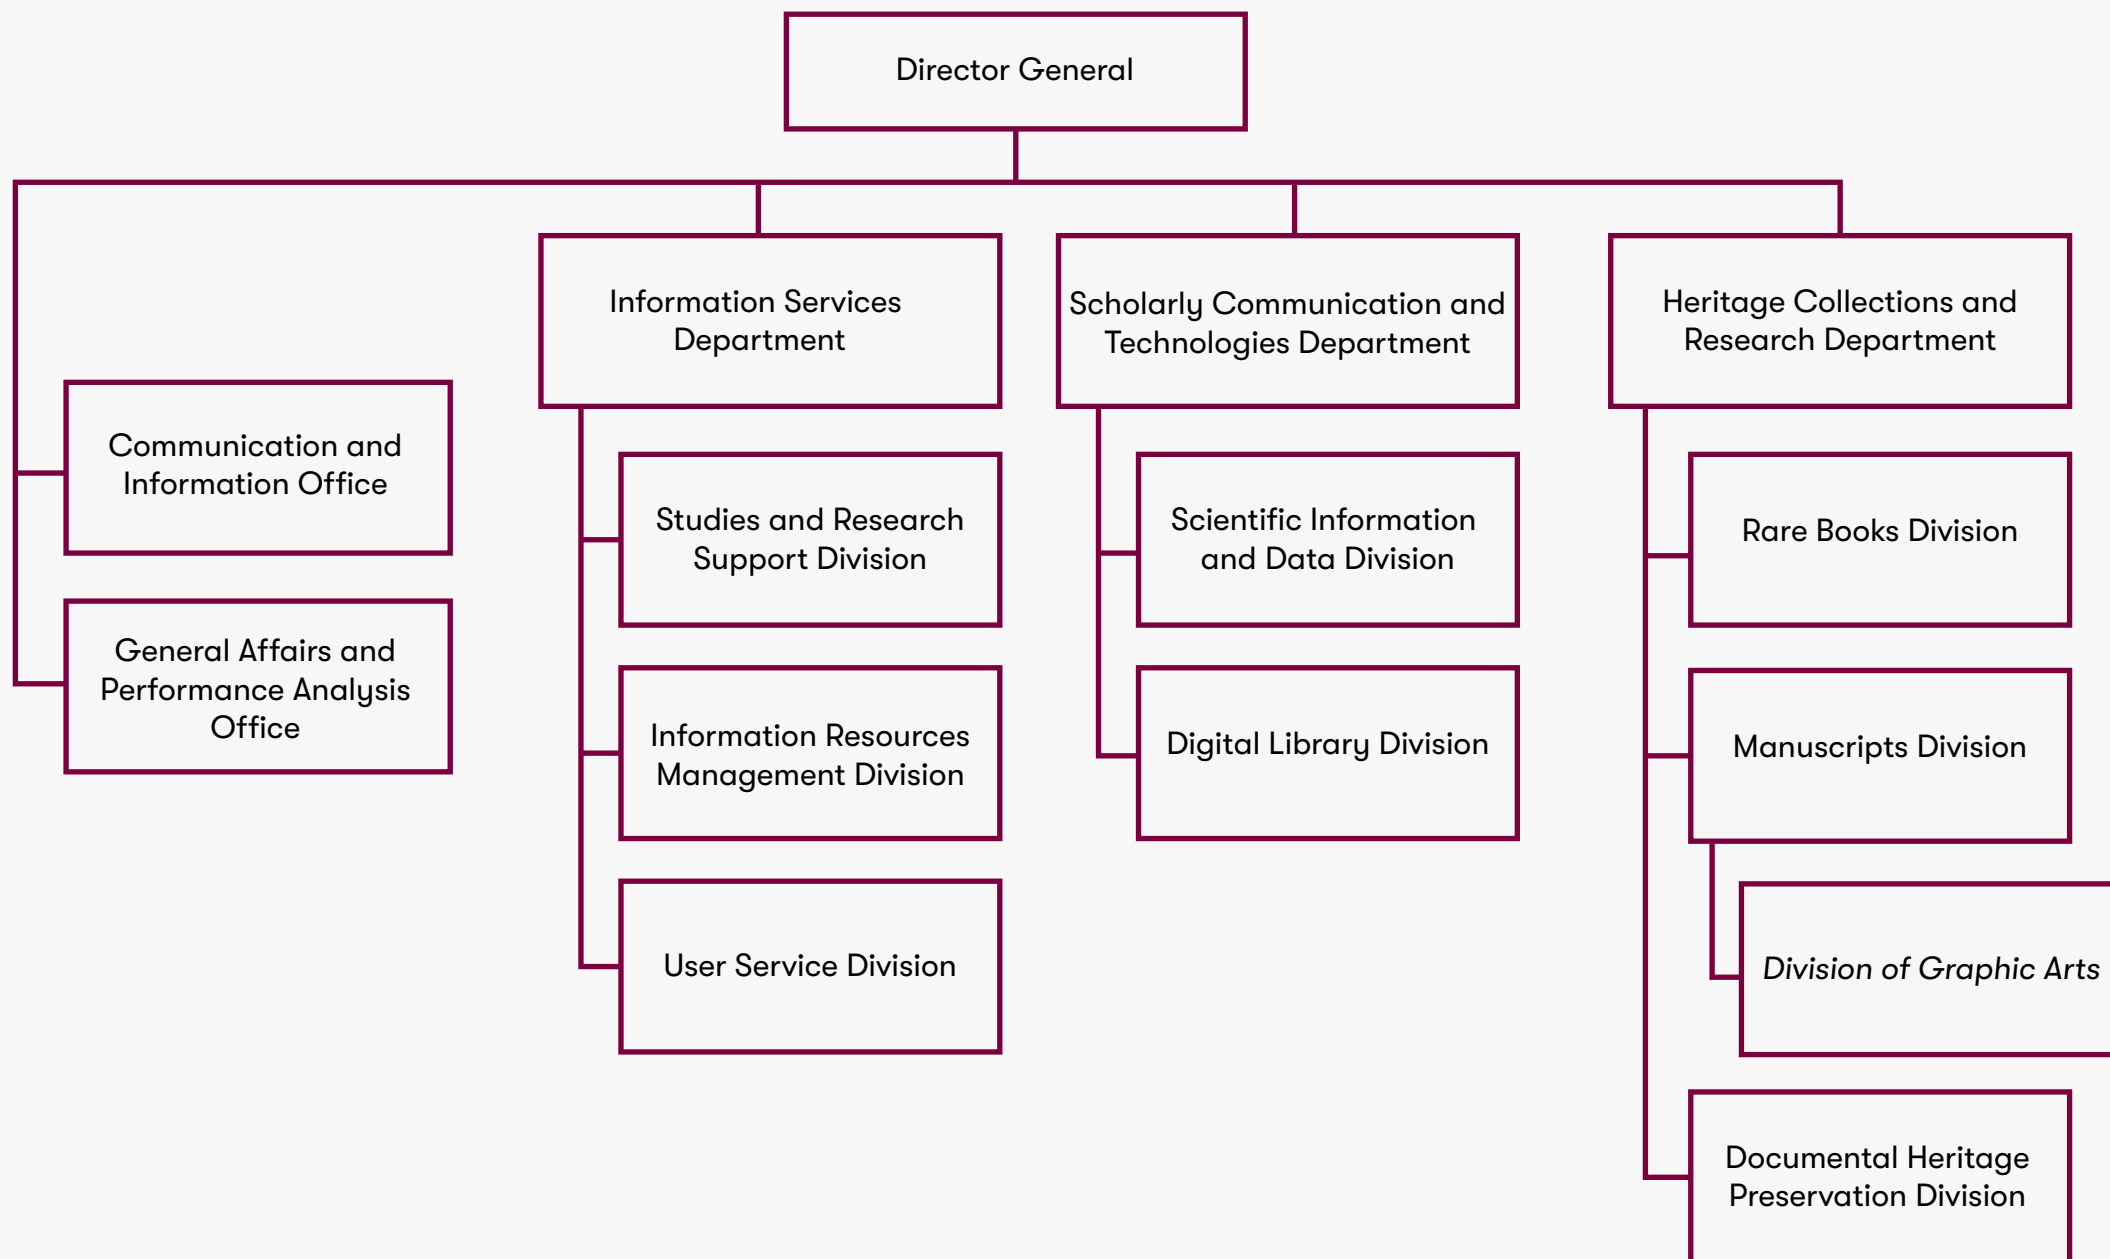 Director General
Communication and
Information Office
General Affairs and
Performance Analysis
Office
Information Services
Department
Studies and Research
Support Division
Information Resources
Management Division
User Service Division
Scholarly Communication and
Technologies Department
Scientific Information
and Data Division
Digital Library Division
Heritage Collections and
Research Department
Rare Books Division
Manuscripts Division
Division of Graphic Arts
Documental Heritage
Preservation Division